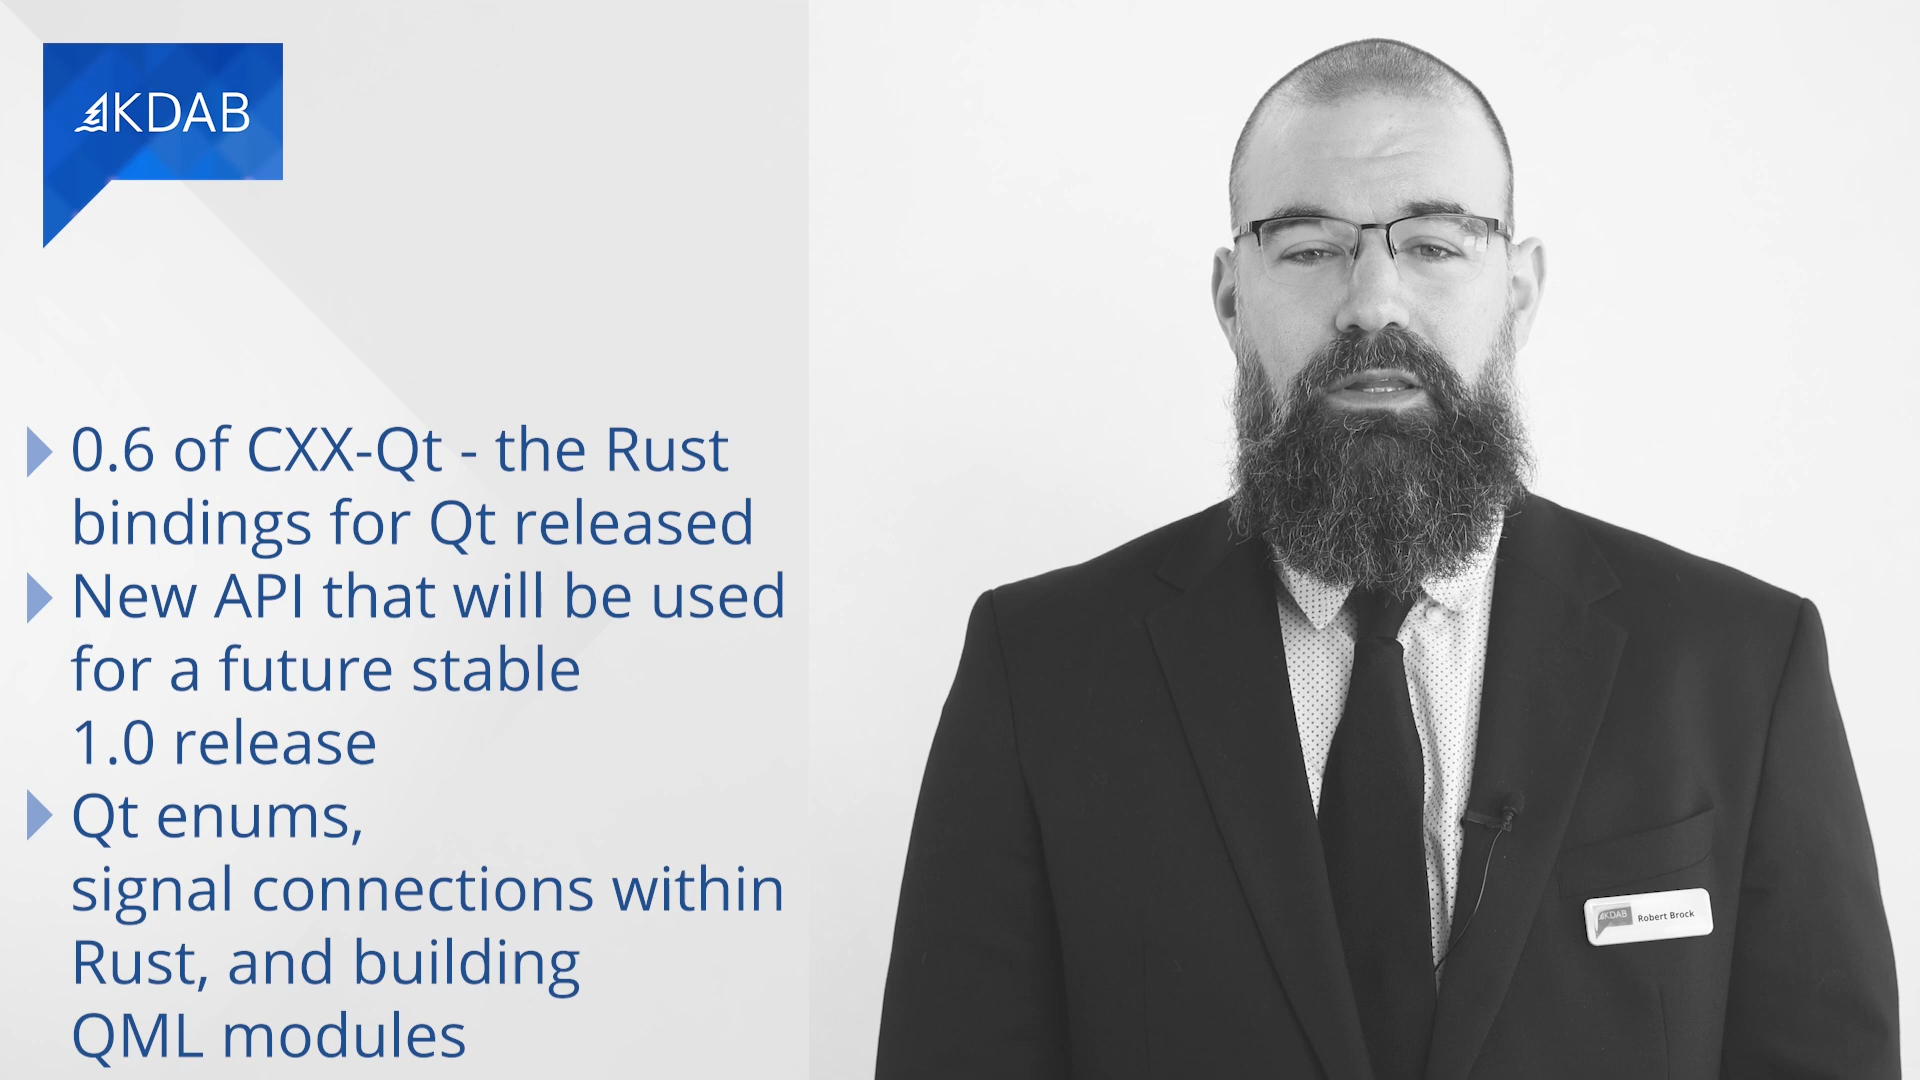 KDAB
0.6 of CXX-Qt - the Rust
bindings for Qt released
New API that will be used
for a future stable
1.0 release
Qt enums,
signal connections within
Rust, and building
QML modules
KDAB
Robert Brock